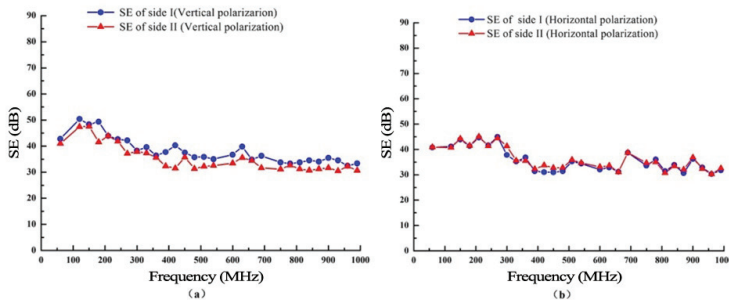 SE of side I(Vertical polarizarion)
SE of side II (Vertical polarization)
SE (dB)
90
80
70
60
50
40
30
20
10
0
0 100 200 300 400 500 600 700 800 900 1000
Frequency (MHz)
(a)
SE of side I (Horizontal polarization)
SE of side II (Horizontal polarization)
SE (dB)
90
80
70
60
50
40
30
20
10
0
0 100 200 300 400 500 600 700 800 900 100
Frequency (MHz)
(b)